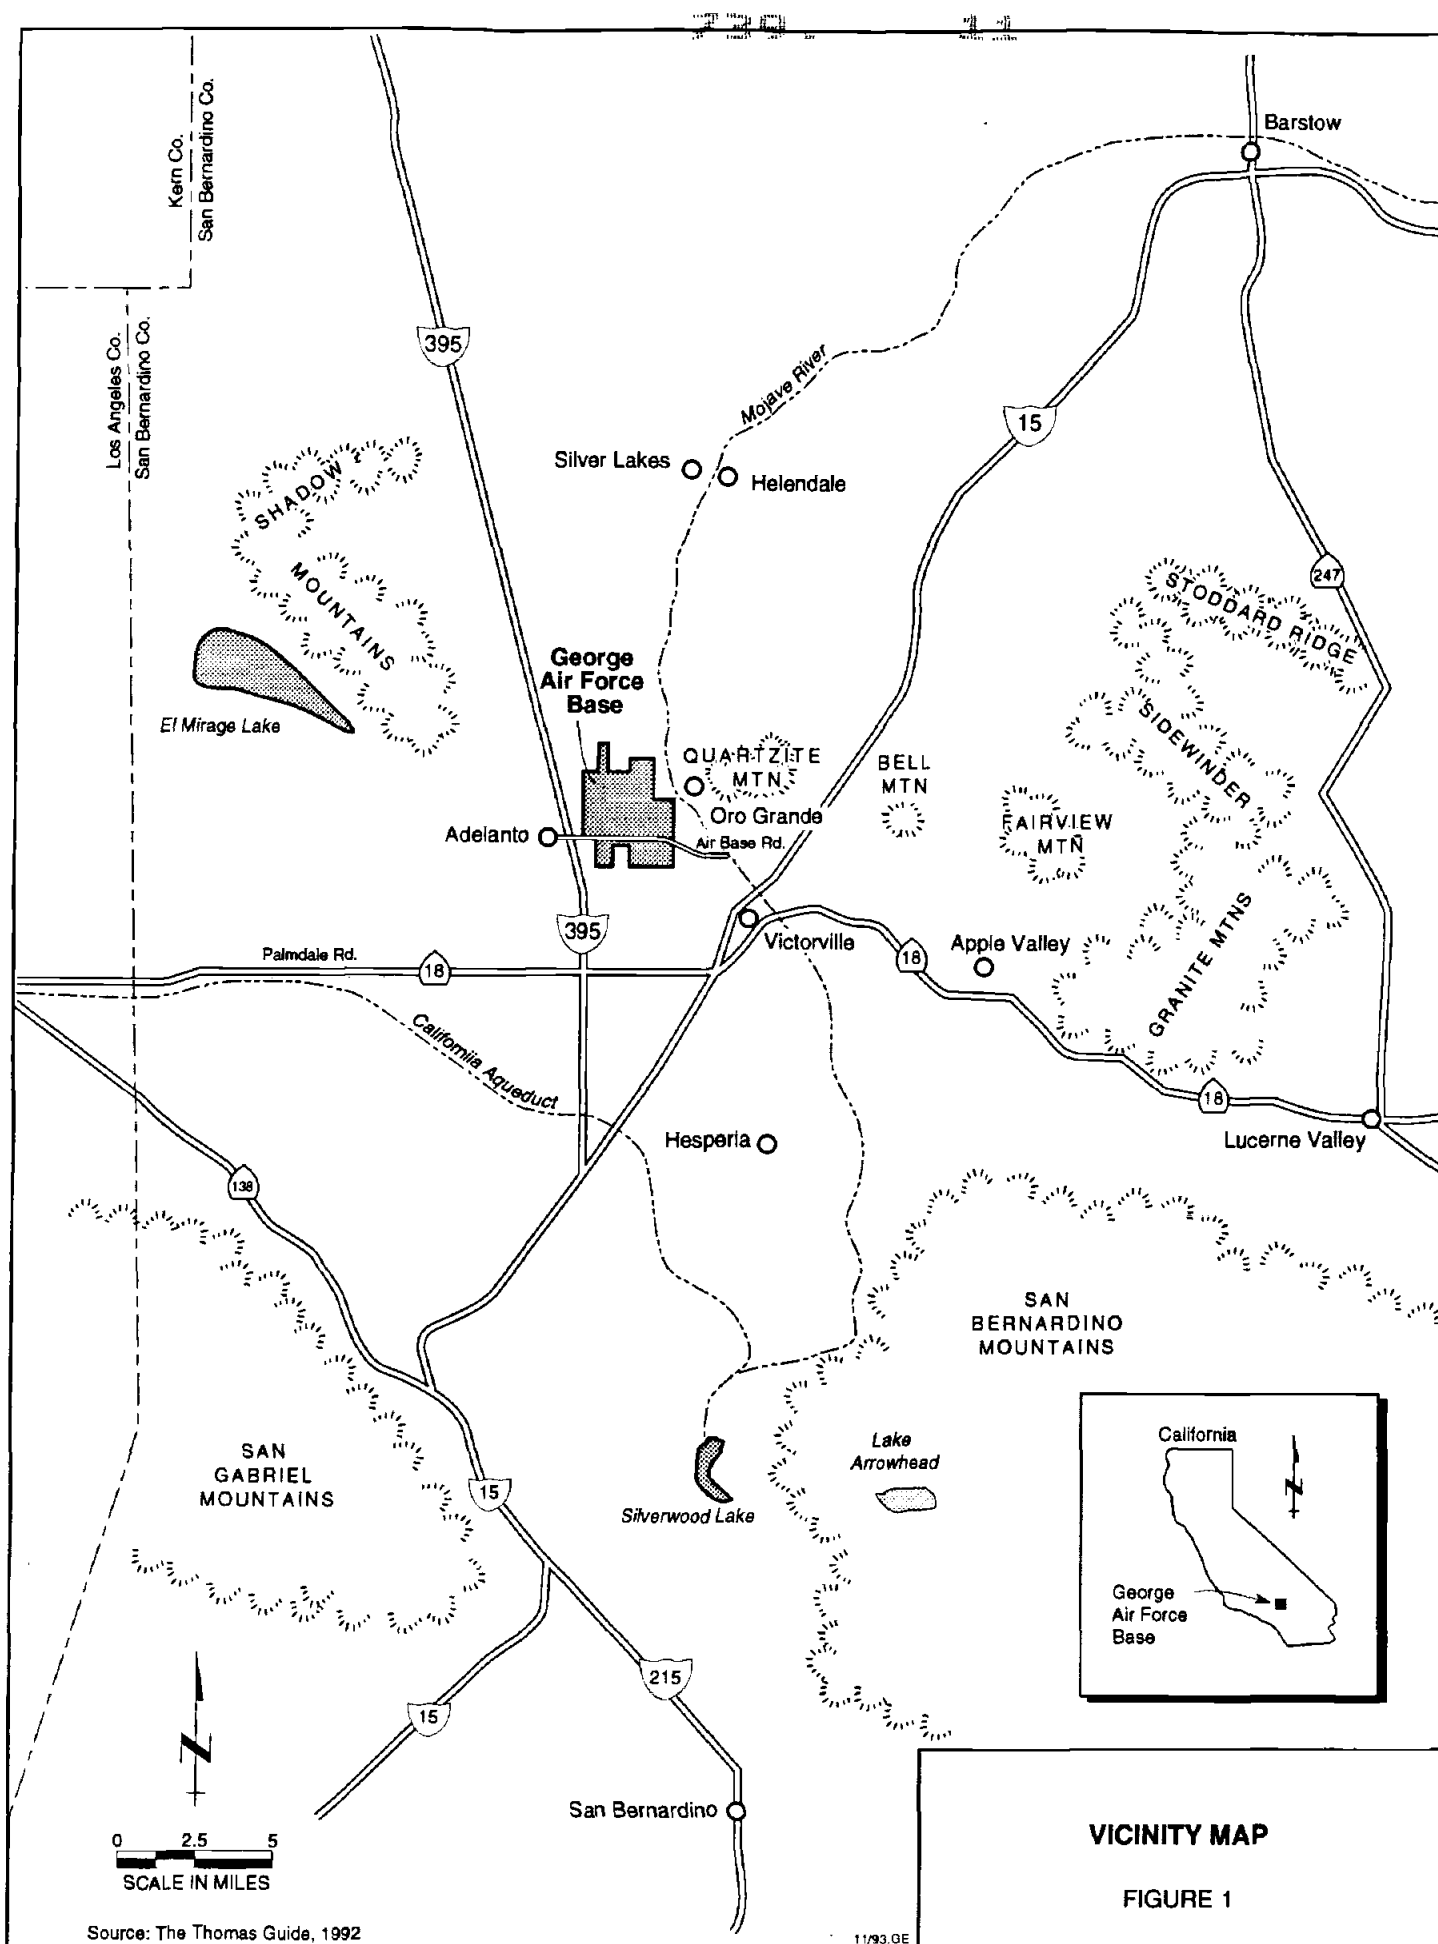 739 11
Kern Co.
San Bernardino Co.
Barstow
Los Angeles Co.
San Bernardino Co.
395
Mojave River
15
Silver Lakes
Helendale
SHADOW
MOUNTAINS
247
STODDARD RIDGE
George
Air Force
Base
El Mirage Lake
SIDEWINDER
QUARTZITE
MTN
BELL
MTN
Oro Grande
FAIRVIEW
MTN
Adelanto
Air Base Rd.
395
Victorville
Palmdale Rd.
18
18
Apple Valley
GRANITE MTNS
Californiia Aqueduct
18
Hesperia
Lucerne Valley
138
SAN
BERNARDINO
MOUNTAINS
SAN
GABRIEL
MOUNTAINS
15
Lake
Arrowhead
Silverwood Lake
California
N
George
Air Force
Base
215
15
N
San Bernardino
0 2.5 5
SCALE IN MILES
VICINITY MAP
FIGURE 1
Source: The Thomas Guide, 1992
11/93.GE